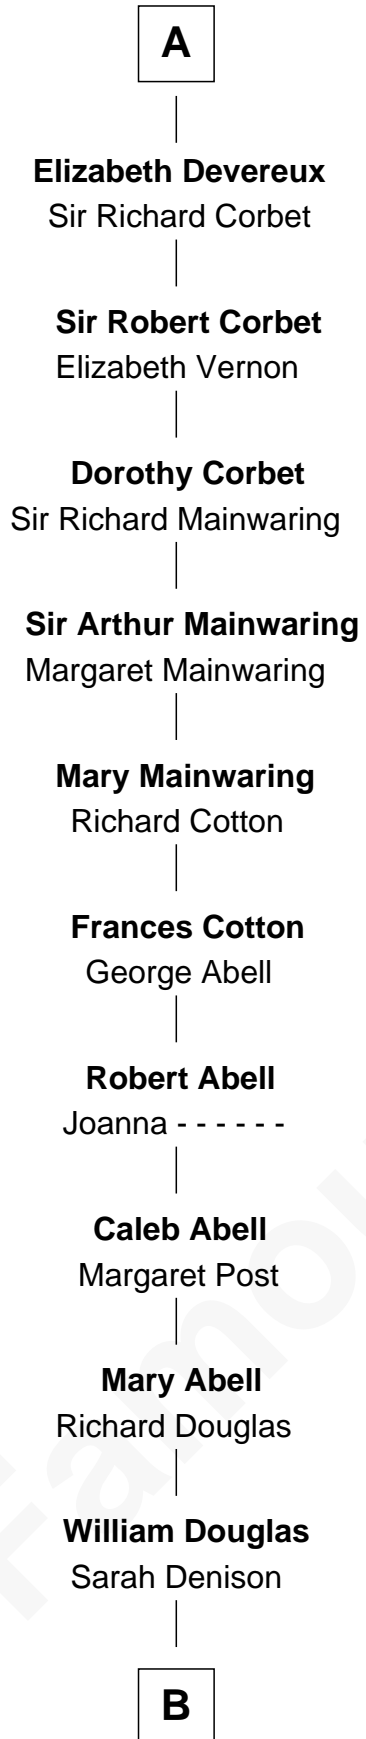 A
Elizabeth Devereux
Sir Richard Corbet
Sir Robert Corbet
Elizabeth Vernon
Dorothy Corbet
Sir Richard Mainwaring
Sir Arthur Mainwaring
Margaret Mainwaring
Mary Mainwaring
Richard Cotton
Frances Cotton
George Abell
Robert Abell
Joanna - - - - - -
Caleb Abell
Margaret Post
Mary Abell
Richard Douglas
William Douglas
Sarah Denison
B